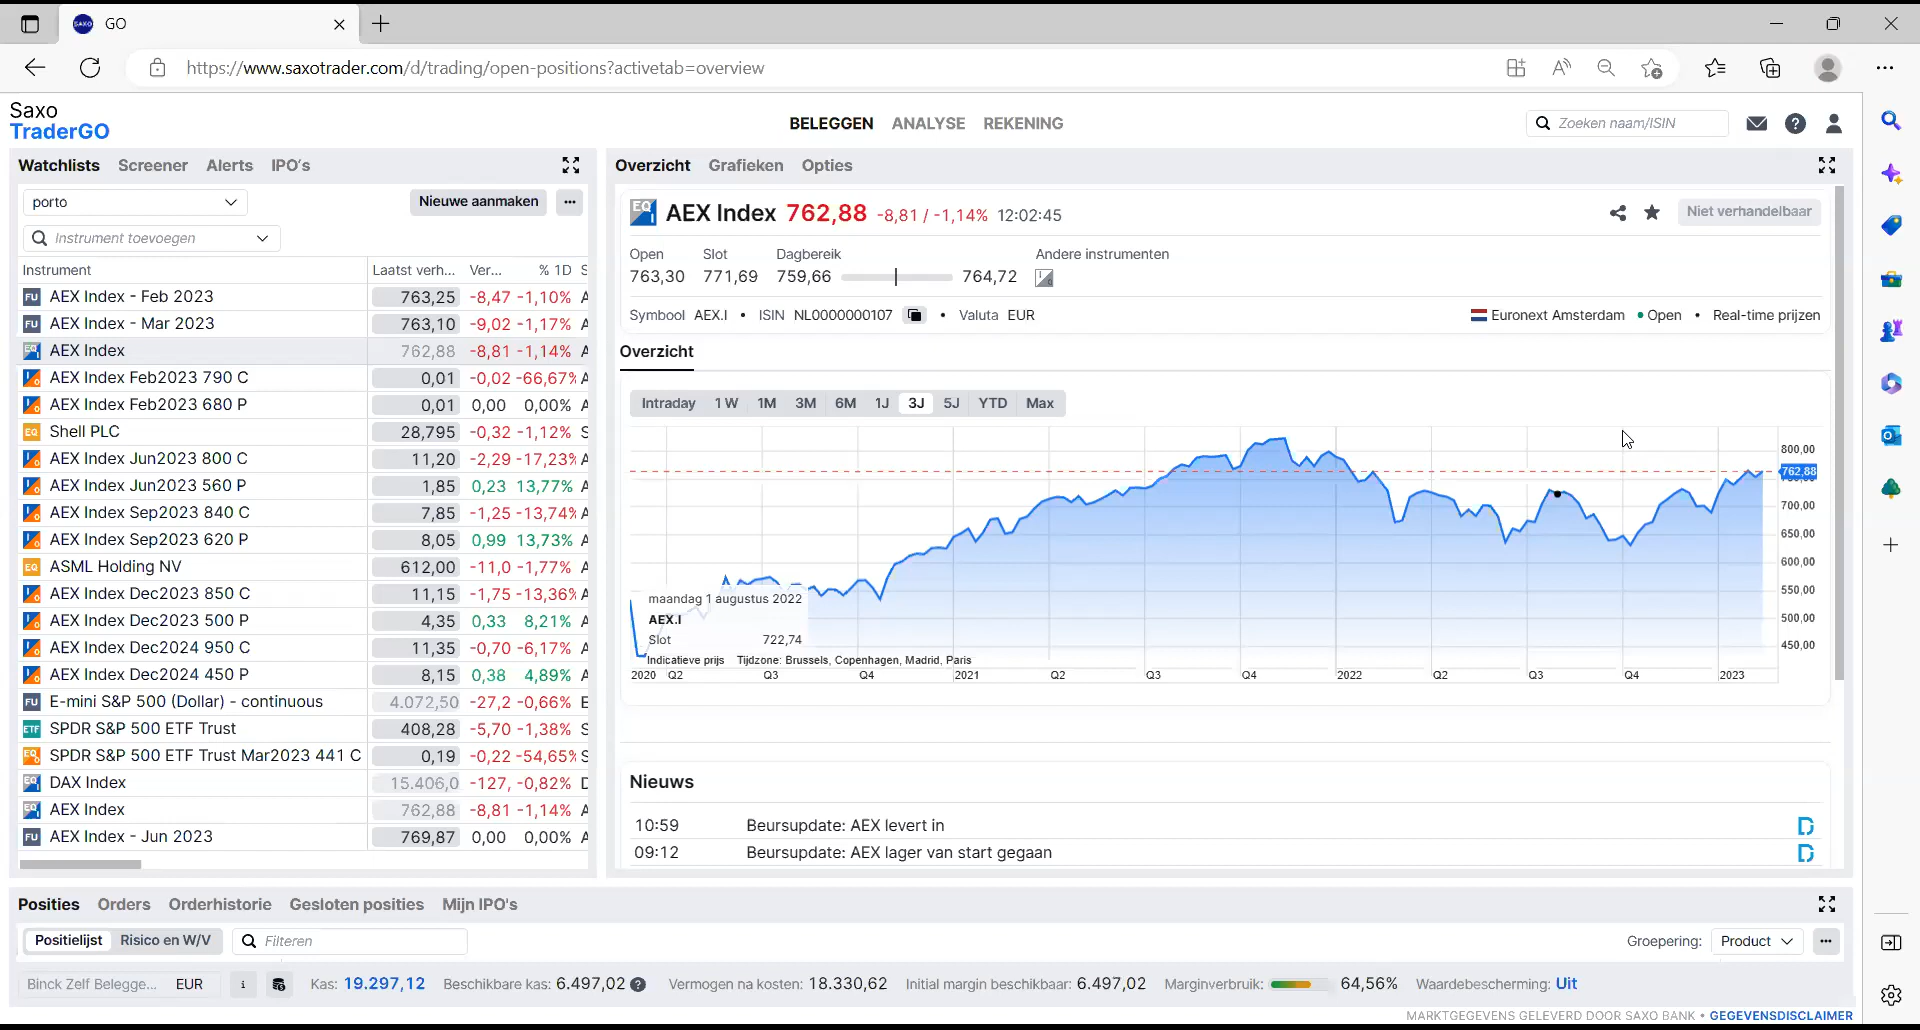 GO
https://www.saxotrader.com/d/trading/open-positions?activetab=overview
Saxo
TraderGO
BELEGGEN ANALYSE REKENING
Zoeken naam/ISIN
Watchlists Screener Alerts IPO's
porto
Nieuwe aanmaken
Instrument toevoegen
Instrument Laatst verh... Ver... % 1D S
FU AEX Index - Feb 2023 763,25 -8,47 -1,10% A
FU AEX Index - Mar 2023 763,10 -9,02 -1,17% A
EQ I AEX Index 762,88 -8,81 -1,14% A
I O AEX Index Feb2023 790 C 0,01 -0,02 -66,67% A
I O AEX Index Feb2023 680 P 0,01 0,00 0,00% A
EQ Shell PLC 28,795 -0,32 -1,12% S
I O AEX Index Jun2023 800 C 11,20 -2,29 -17,23% A
I O AEX Index Jun2023 560 P 1,85 0,23 13,77% A
I O AEX Index Sep2023 840 C 7,85 -1,25 -13,74% A
I O AEX Index Sep2023 620 P 8,05 0,99 13,73% A
EQ ASML Holding NV 612,00 -11,0 -1,77% A
I O AEX Index Dec2023 850 C 11,15 -1,75 -13,36% A
I O AEX Index Dec2023 500 P 4,35 0,33 8,21% A
I O AEX Index Dec2024 950 C 11,35 -0,70 -6,17% A
I O AEX Index Dec2024 450 P 8,15 0,38 4,89% A
FU E-mini S&P 500 (Dollar) - continuous 4.072,50 -27,2 -0,66% E
ETF SPDR S&P 500 ETF Trust 408,28 -5,70 -1,38% S
EQ O SPDR S&P 500 ETF Trust Mar2023 441 C 0,19 -0,22 -54,65% S
EQ I DAX Index 15.406,0 -127, -0,82% D
EQ I AEX Index 762,88 -8,81 -1,14% A
FU AEX Index - Jun 2023 769,87 0,00 0,00% A
Overzicht Grafieken Opties
EQ I AEX Index 762,88 -8,81 / -1,14% 12:02:45
Niet verhandelbaar
Open Slot Dagbereik Andere instrumenten
763,30 771,69 759,66 764,72
Symbool AEX.I • ISIN NL0000000107 • Valuta EUR
Euronext Amsterdam • Open • Real-time prijzen
Overzicht
Intraday 1 W 1M 3M 6M 1J 3J 5J YTD Max
800,00
762,88
700,00
650,00
600,00
550,00
500,00
450,00
maandag 1 augustus 2022
AEX.I
Slot 722,74
Indicatieve prijs Tijdzone: Brussels, Copenhagen, Madrid, Paris
2020 Q2 Q3 Q4 2021 Q2 Q3 Q4 2022 Q2 Q3 Q4 2023
Nieuws
10:59 Beursupdate: AEX levert in
09:12 Beursupdate: AEX lager van start gegaan
Posities Orders Orderhistorie Gesloten posities Mijn IPO's
Positielijst Risico en W/V
Filteren
Groepering: Product
Binck Zelf Belegge... EUR
Kas: 19.297,12 Beschikbare kas: 6.497,02 Vermogen na kosten: 18.330,62 Initial margin beschikbaar: 6.497,02 Marginverbruik: 64,56% Waardebescherming: Uit
MARKTGEGEVENS GELEVERD DOOR SAXO BANK • GEGEVENSDISCLAIMER